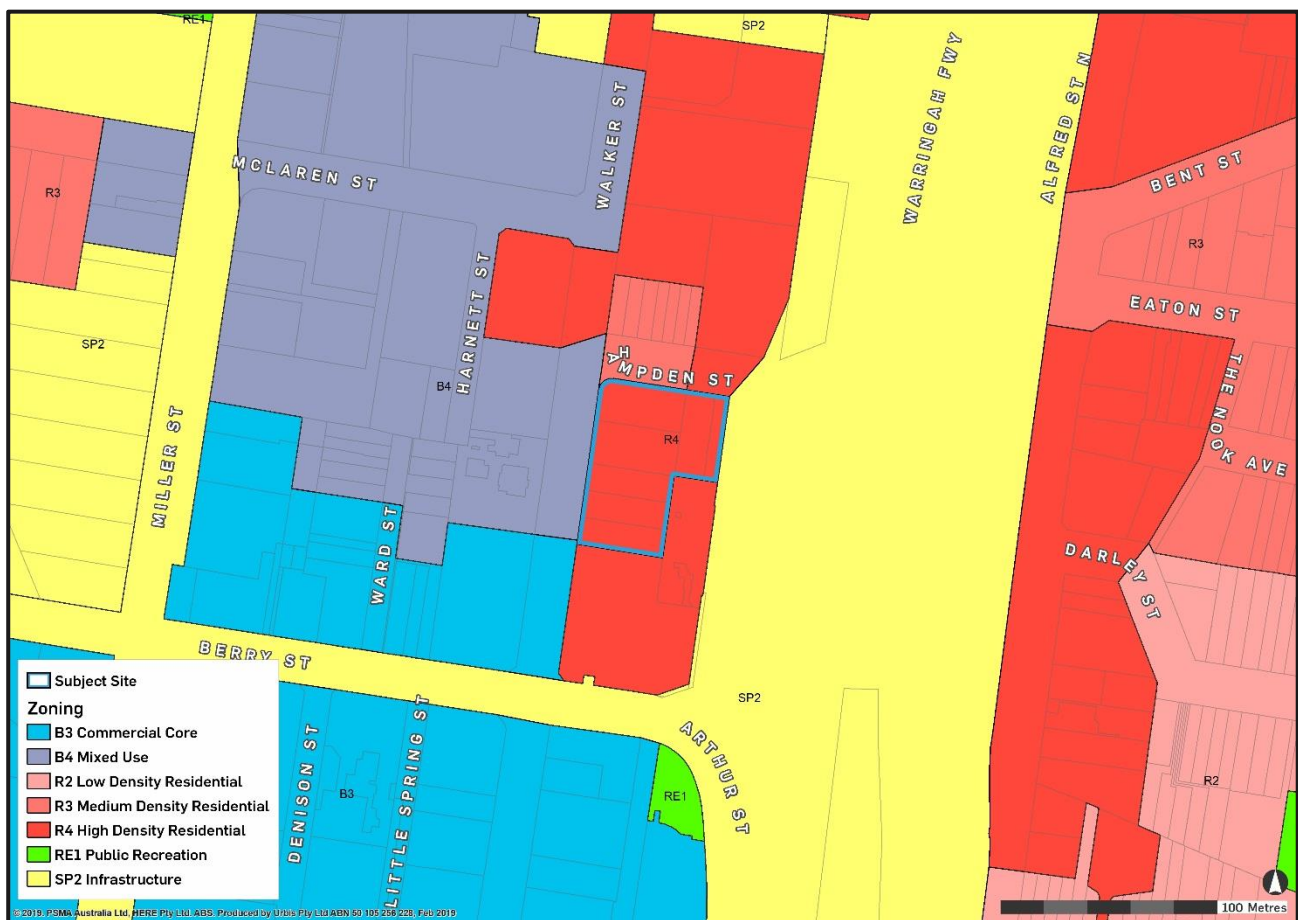 RE1
SP2
WARRINGAH FWY
ALFRED ST N
WALKER ST
MCLAREN ST
BENT ST
R3
R3
HARNETT ST
EATON ST
SP2
HAMPDEN ST
THE NOOK AVE
B4
R4
MILLER ST
WARD ST
DARLEY ST
BERRY ST
SP2
ARTHUR ST
R2
RE1
B3
DENISON ST
LITTLE SPRING ST
Subject Site
Zoning
B3 Commercial Core
B4 Mixed Use
R2 Low Density Residential
R3 Medium Density Residential
R4 High Density Residential
RE1 Public Recreation
SP2 Infrastructure
100 Metres
© 2019. PSMA Australia Ltd, HERE Pty Ltd. ABS. Produced by Urbis Pty Ltd ABN 50 105 256 228, Feb 2019